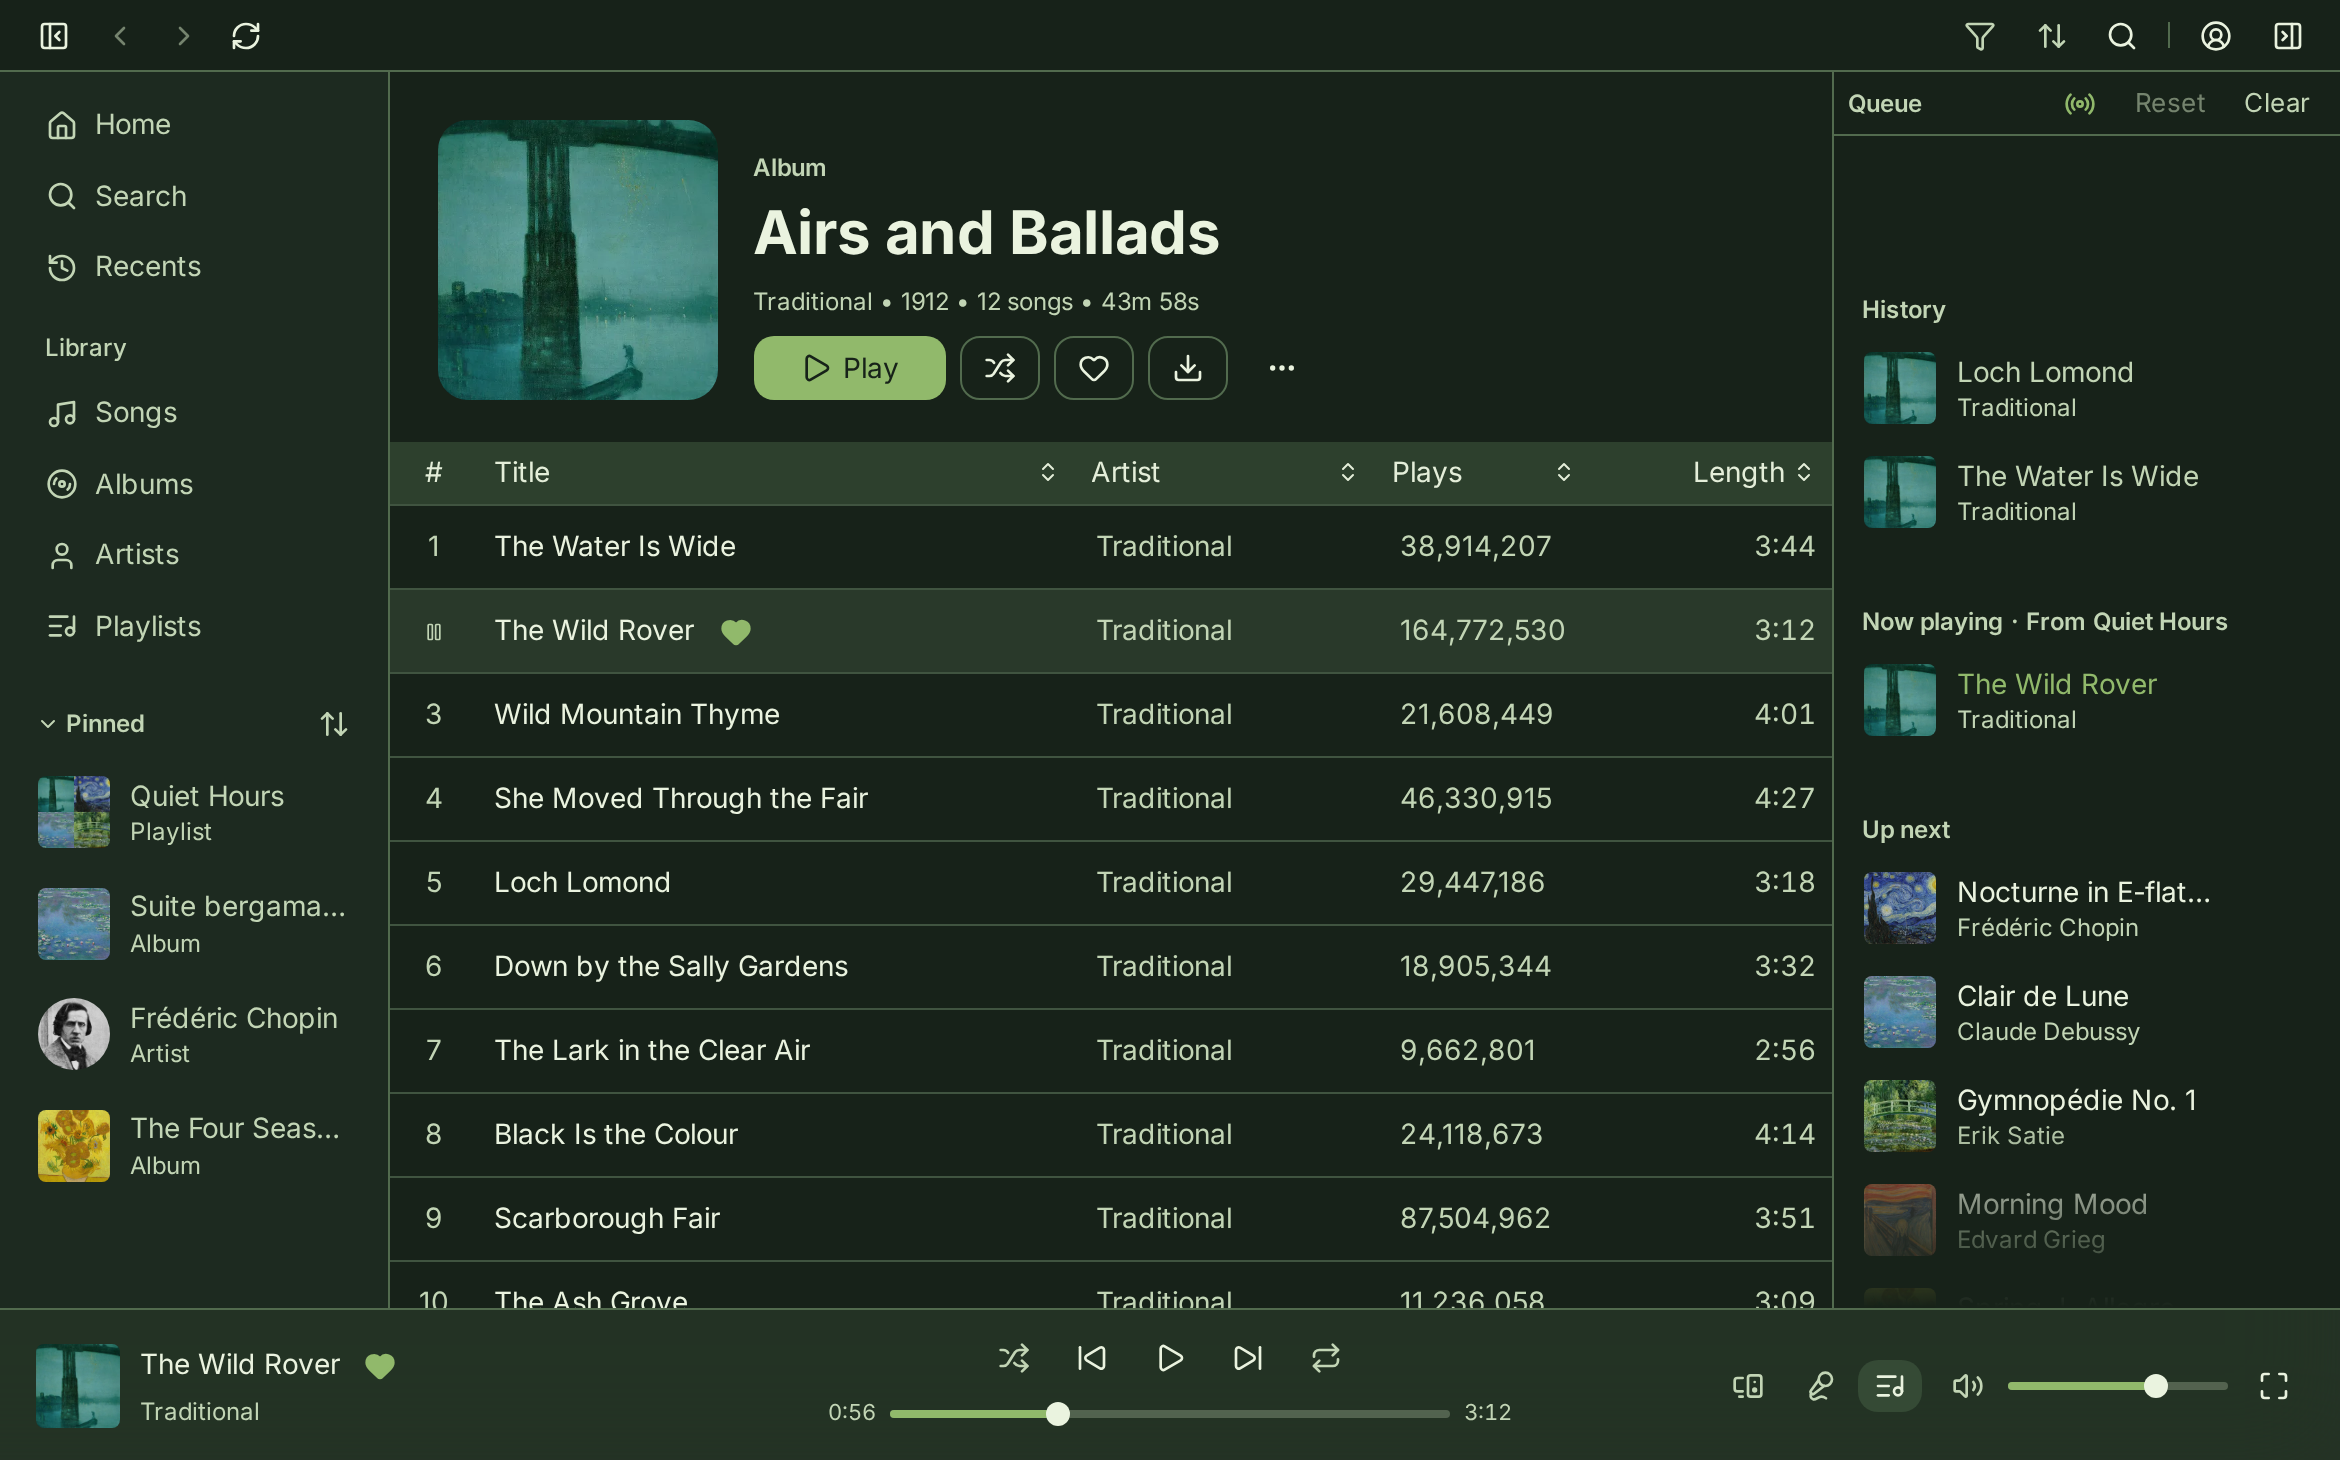 Home
Search
Recents
Library
Songs
Albums
Artists
Playlists
Pinned
Quiet Hours
Playlist
Suite bergama...
Album
Frédéric Chopin
Artist
The Four Seas...
Album
Album
Airs and Ballads
Traditional • 1912 • 12 songs • 43m 58s
Play
# Title Artist Plays Length
1 The Water Is Wide Traditional 38,914,207 3:44
The Wild Rover Traditional 164,772,530 3:12
3 Wild Mountain Thyme Traditional 21,608,449 4:01
4 She Moved Through the Fair Traditional 46,330,915 4:27
5 Loch Lomond Traditional 29,447,186 3:18
6 Down by the Sally Gardens Traditional 18,905,344 3:32
7 The Lark in the Clear Air Traditional 9,662,801 2:56
8 Black Is the Colour Traditional 24,118,673 4:14
9 Scarborough Fair Traditional 87,504,962 3:51
10 The Ash Grove Traditional 11,236,058 3:09
Queue Reset Clear
History
Loch Lomond
Traditional
The Water Is Wide
Traditional
Now playing · From Quiet Hours
The Wild Rover
Traditional
Up next
Nocturne in E-flat...
Frédéric Chopin
Clair de Lune
Claude Debussy
Gymnopédie No. 1
Erik Satie
Morning Mood
Edvard Grieg
The Wild Rover
Traditional
0:56 3:12